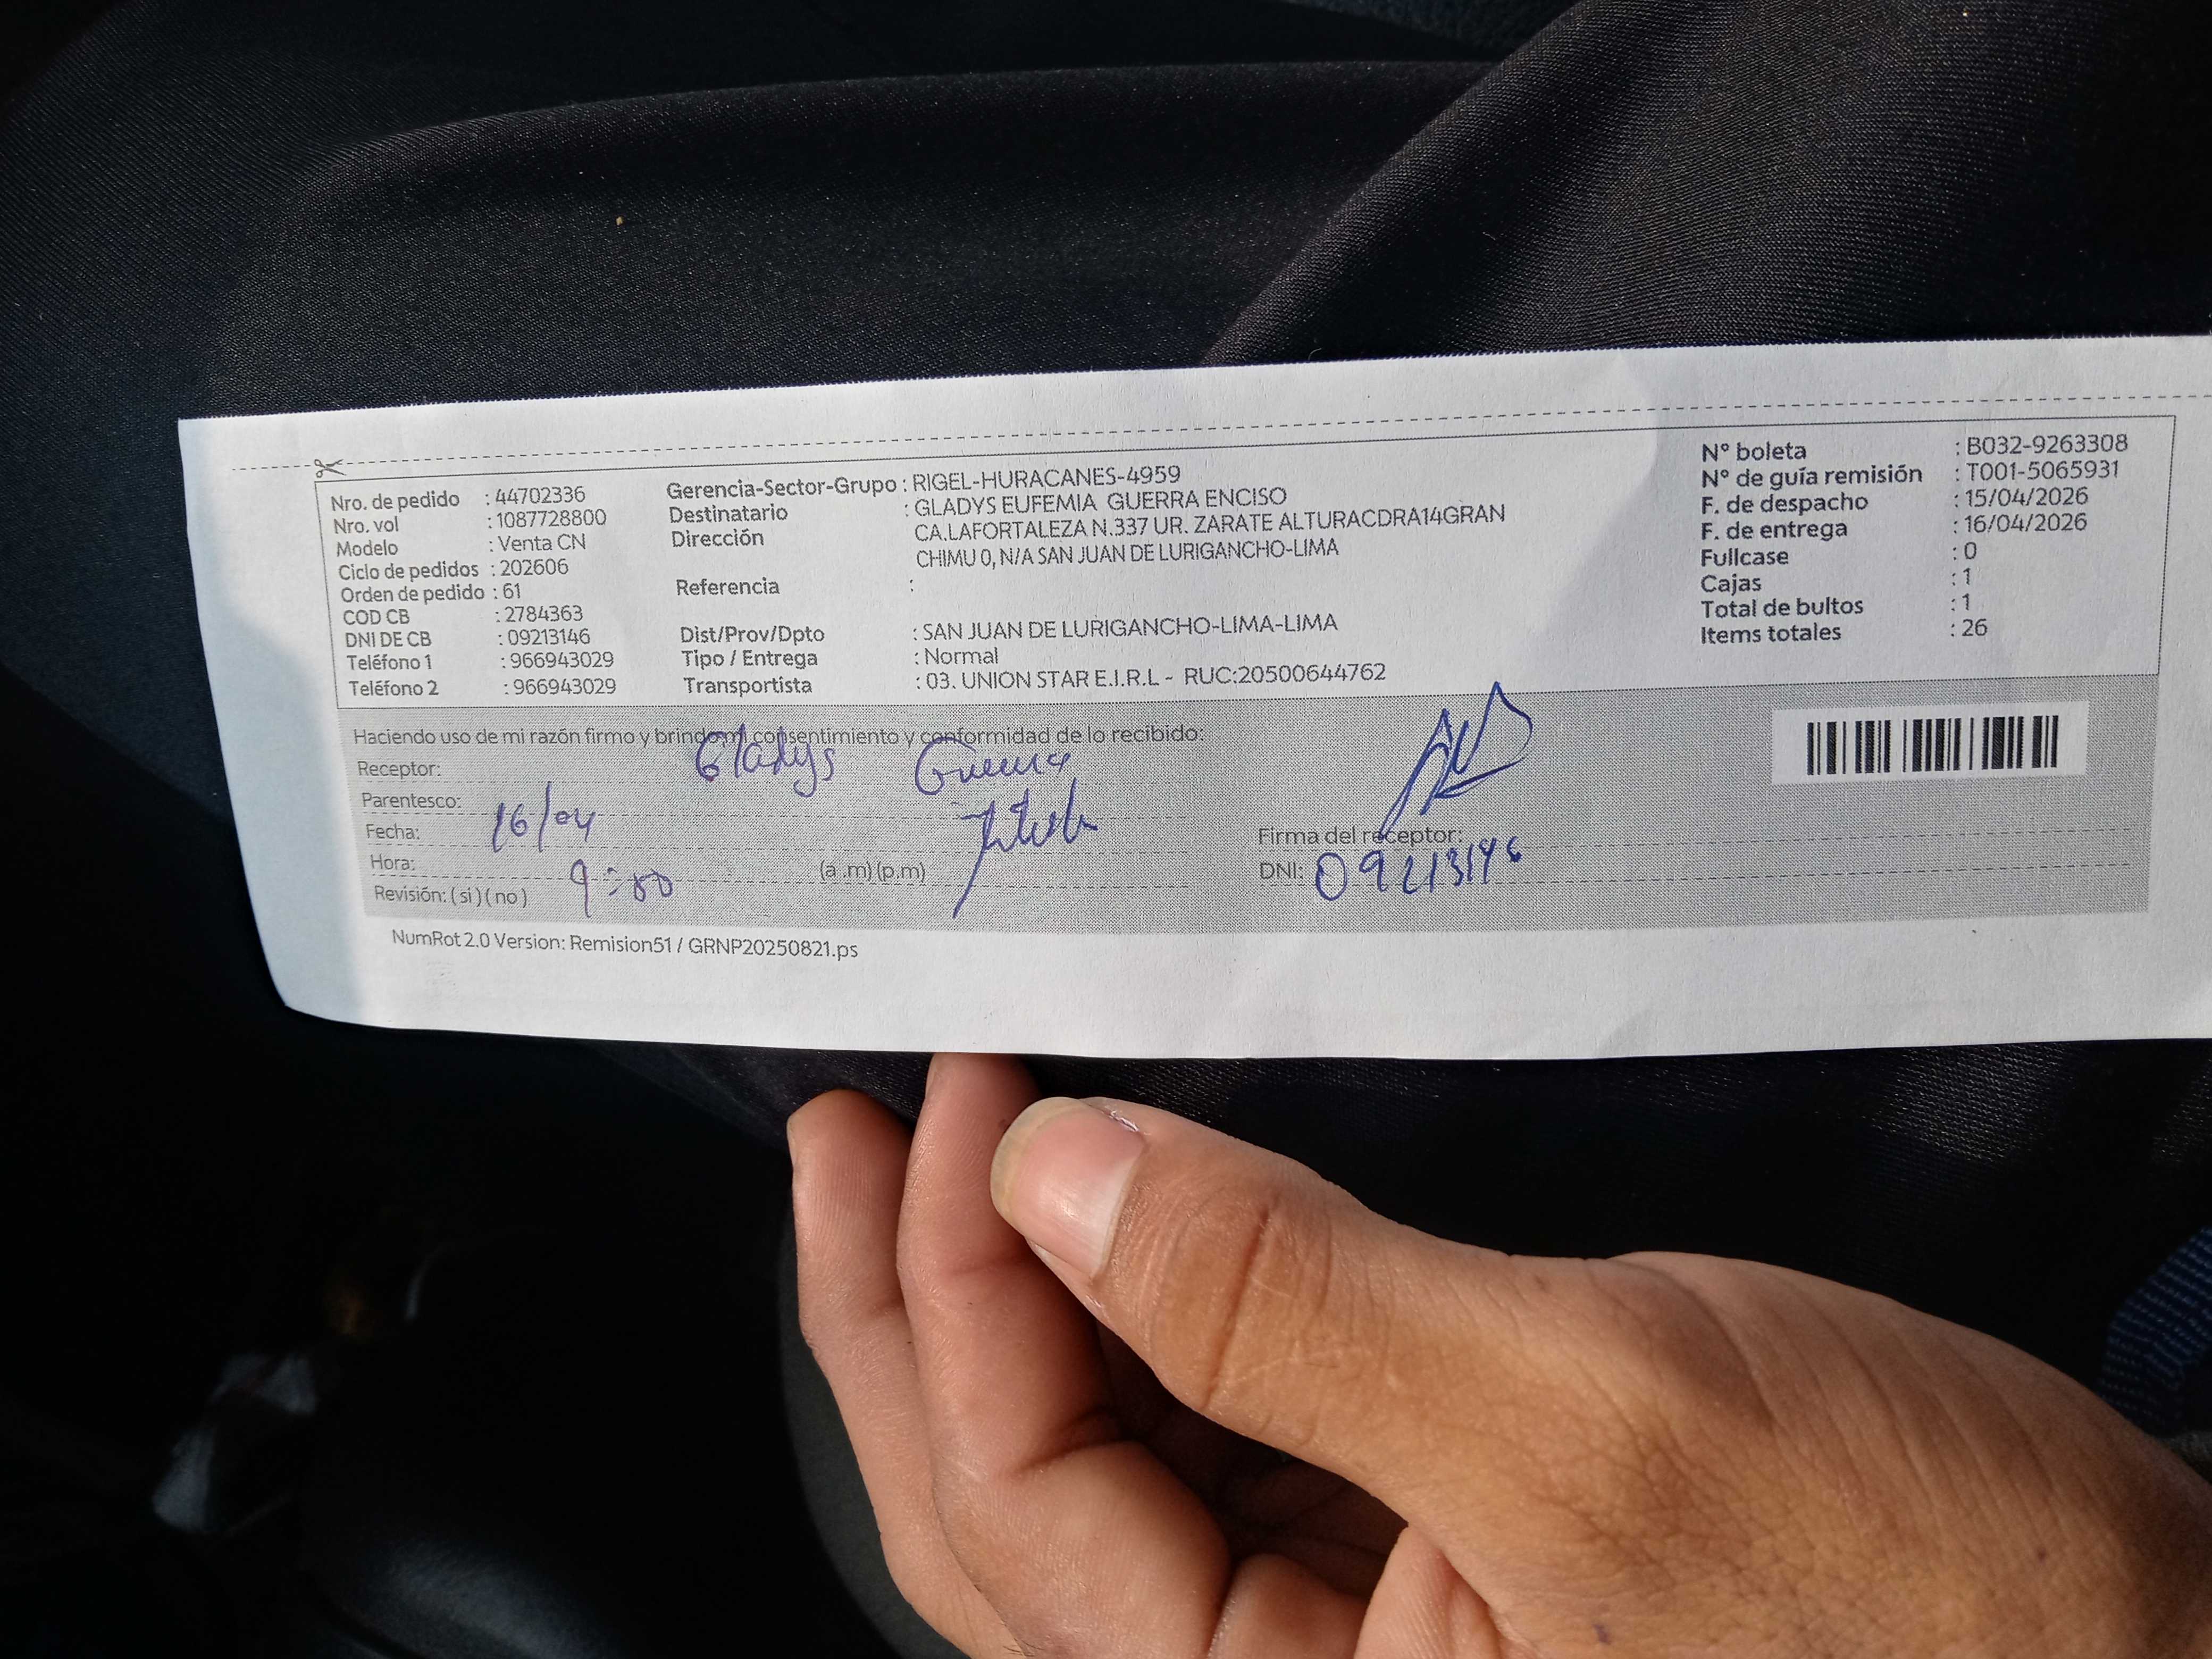 Nro. de pedido : 44702336
Nro. vol : 1087728800
Modelo : Venta CN
Ciclo de pedidos : 202606
Orden de pedido : 61
COD CB : 2784363
DNI DE CB : 09213146
Teléfono 1 : 966943029
Teléfono 2 : 966943029
Gerencia-Sector-Grupo : RIGEL-HURACANES-4959
Destinatario : GLADYS EUFEMIA GUERRA ENCISO
Dirección CA.LAFORTALEZA N.337 UR. ZARATE ALTURACDRA14GRAN
CHIMU 0, N/A SAN JUAN DE LURIGANCHO-LIMA
Referencia :
Dist/Prov/Dpto : SAN JUAN DE LURIGANCHO-LIMA-LIMA
Tipo / Entrega : Normal
Transportista : 03. UNION STAR E.I.R.L - RUC:20500644762
N° boleta : B032-9263308
N° de guía remisión : T001-5065931
F. de despacho : 15/04/2026
F. de entrega : 16/04/2026
Fullcase : 0
Cajas : 1
Total de bultos : 1
Items totales : 26
Haciendo uso de mi razón firmo y brindo mi consentimiento y conformidad de lo recibido:
Receptor: Gladys Guerra
Parentesco:
Fecha: 16/04
Hora: 9:00 (a .m) (p.m)
Revisión: ( si ) ( no )
Firma del receptor:
DNI: 09213146
NumRot 2.0 Version: Remision51 / GRNP20250821.ps